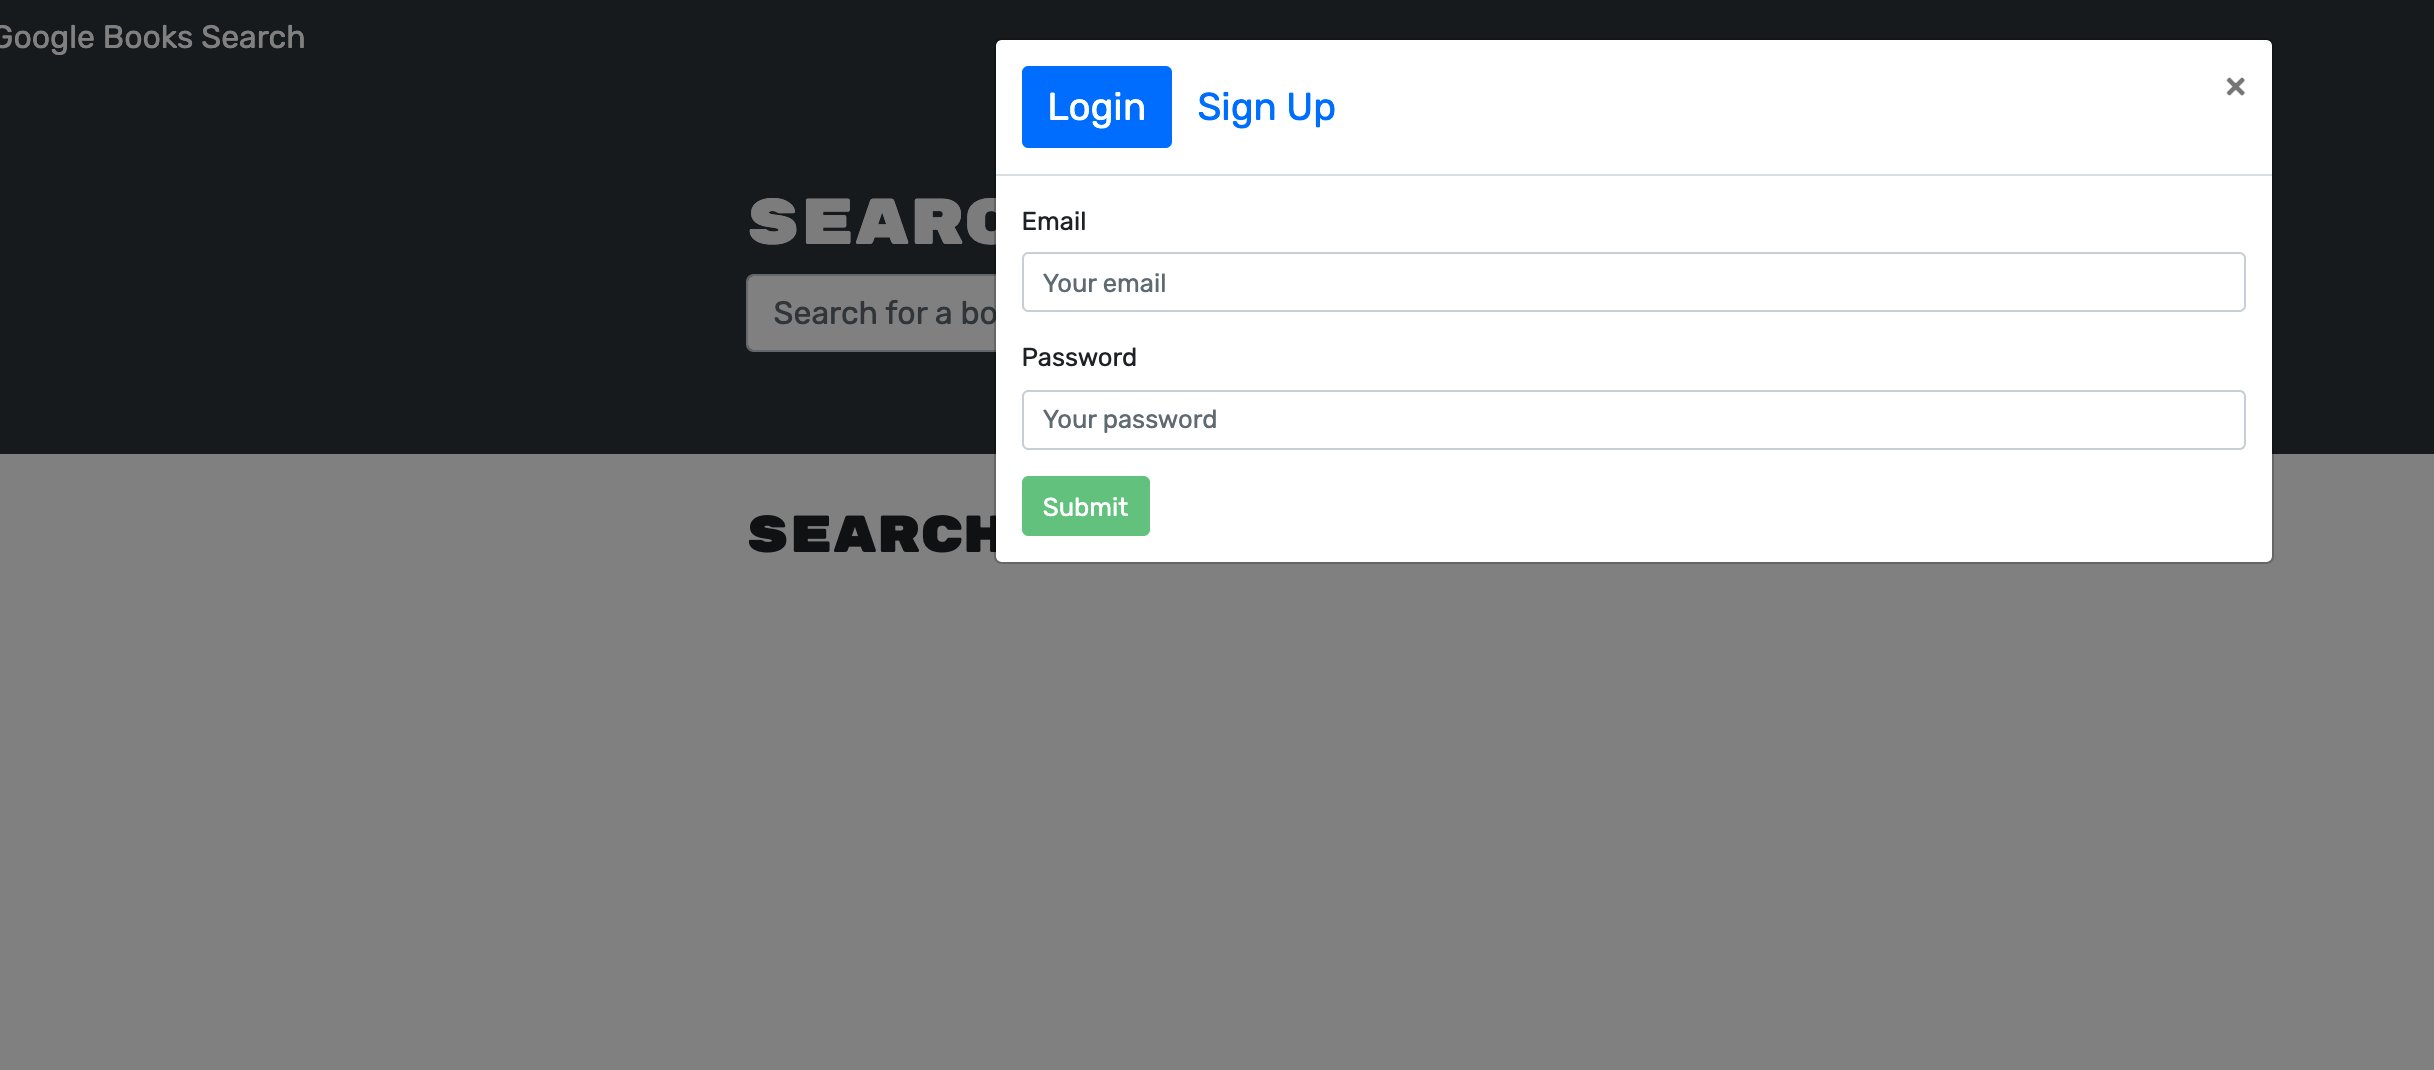 Google Books Search
Login
Sign Up
×
Email
Your email
Password
Your password
Submit
SEARC
Search for a bo
SEARCH